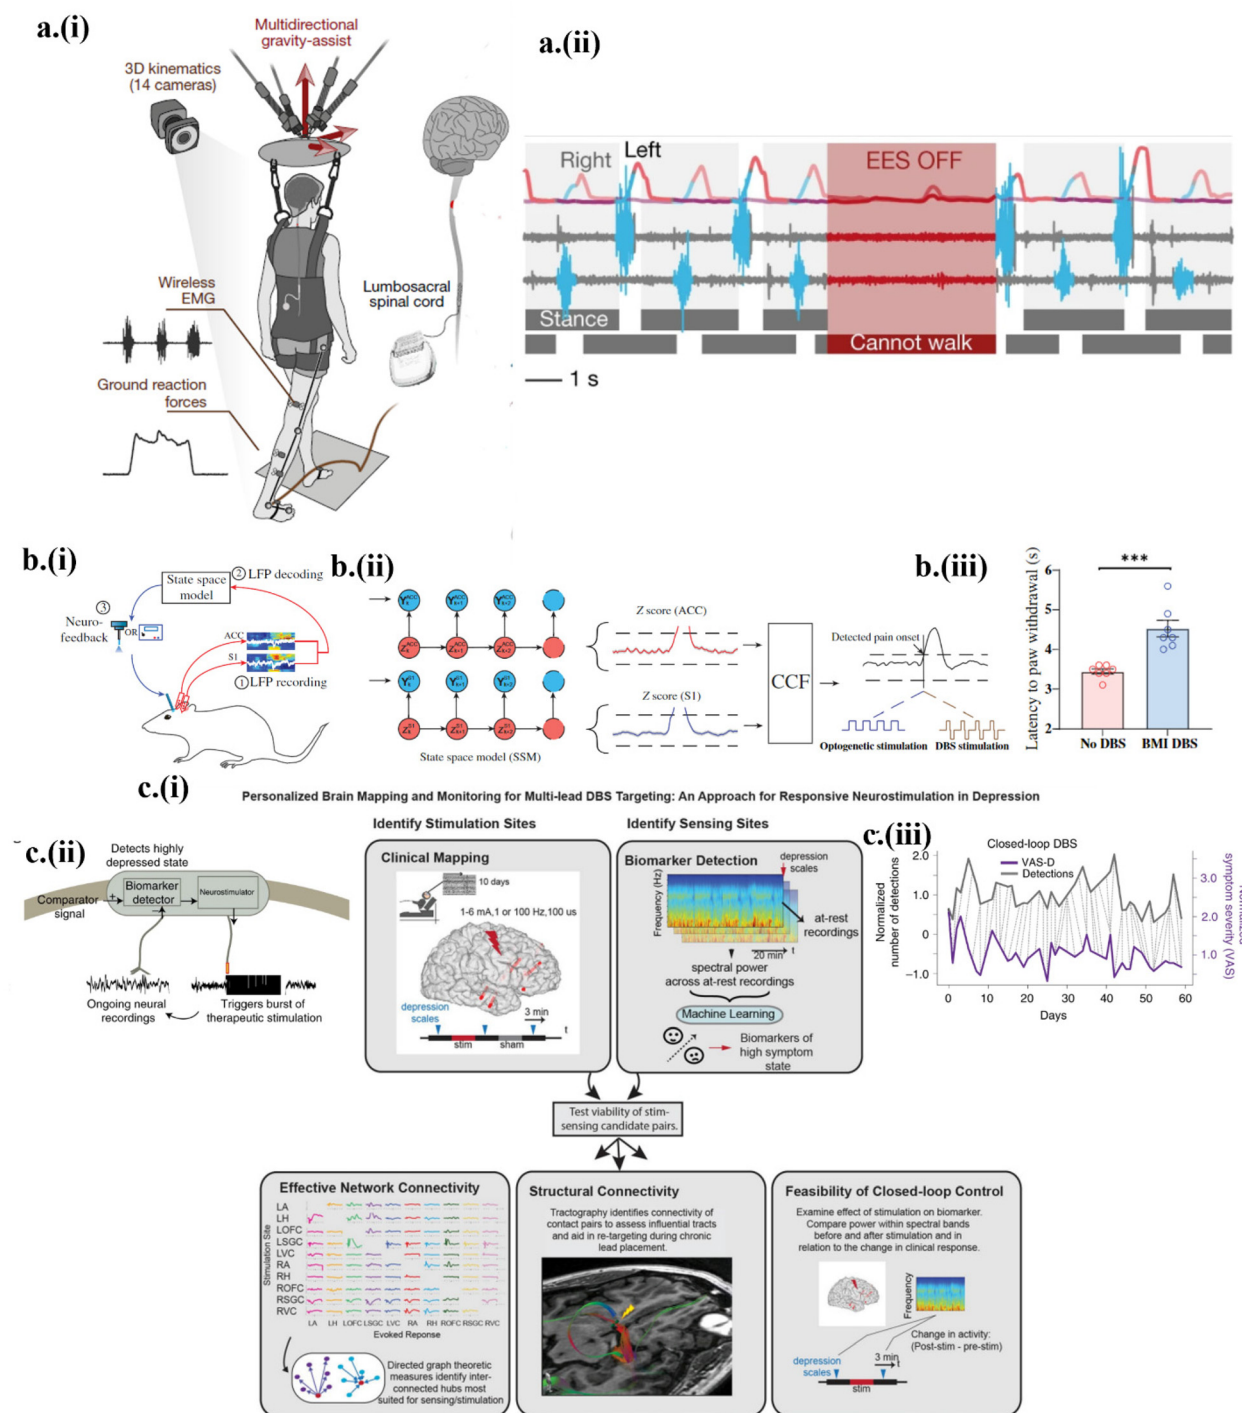 a.(i)
Multidirectional
gravity-assist
3D kinematics
(14 cameras)
Wireless
EMG
Lumbosacral
spinal cord
Ground reaction
forces
a.(ii)
Right
Left
EES OFF
Stance
Cannot walk
1 s
b.(i)
State space
model
② LFP decoding
③
Neuro-
feedback
OR
ACC
S1
① LFP recording
b.(ii)
State space model (SSM)
Z score (ACC)
Z score (S1)
CCF
Detected pain onset
Optogenetic stimulation
DBS stimulation
b.(iii)
Latency to paw withdrawal (s)
6
5
4
3
2
***
No DBS
BMI DBS
c.(i)
Personalized Brain Mapping and Monitoring for Multi-lead DBS Targeting: An Approach for Responsive Neurostimulation in Depression
Identify Stimulation Sites
Clinical Mapping
10 days
1-6 mA,1 or 100 Hz,100 us
depression
scales
3 min
t
stim
sham
Identify Sensing Sites
Biomarker Detection
depression
scales
Frequency (Hz)
at-rest
recordings
20 min
t
spectral power
across at-rest recordings
Machine Learning
Biomarkers of
high symptom
state
c.(ii)
Detects highly
depressed state
Comparator
signal
+
Biomarker
detector
Neurostimulator
Ongoing neural
recordings
Triggers burst of
therapeutic stimulation
c.(iii)
Closed-loop DBS
VAS-D
Detections
Normalized
number of detections
2.0
1.0
0
−1.0
3.0
2.0
1.0
symptom severity (VAS)
0
10
20
30
40
50
60
Days
Test viability of stim-
sensing candidate pairs.
Effective Network Connectivity
Stimulation Site
LA
LH
LOFC
LSGC
LVC
RA
RH
ROFC
RSGC
RVC
LA LH LOFC LSGC LVC RA RH ROFC RSGC RVC
Evoked Reponse
Directed graph theoretic
measures identify inter-
connected hubs most
suited for sensing/stimulation
Structural Connectivity
Tractography identifies connectivity of
contact pairs to assess influential tracts
and aid in re-targeting during chronic
lead placement.
Feasibility of Closed-loop Control
Examine effect of stimulation on biomarker.
Compare power within spectral bands
before and after stimulation and in
relation to the change in clinical response.
Frequency
Change in activity:
(Post-stim - pre-stim)
depression
scales
3 min
t
stim